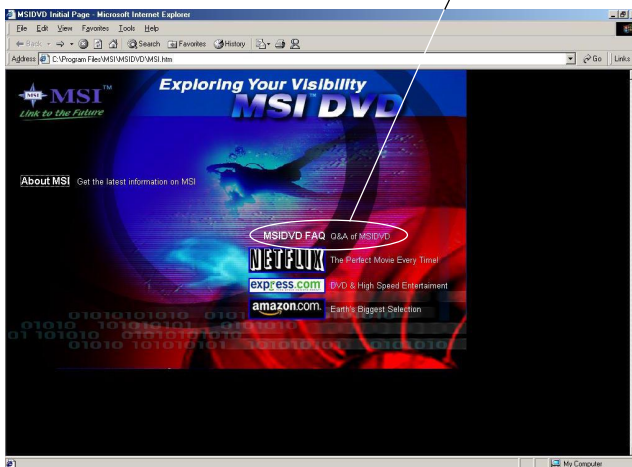 MSIDVD Initial Page - Microsoft Internet Explorer
File Edit View Favorites Tools Help
Back Search Favorites History
Address C:\Program Files\MSI\MSIDVD\MSI.htm Go Links
Exploring Your Visibility
MSI DVD
MSI MSI™
Link to the Future
About MSI Get the latest information on MSI
MSIDVD FAQ Q&A of MSIDVD
NETFLIX The Perfect Movie Every Time!
express.com DVD & High Speed Entertaiment
amazon.com. Earth's Biggest Selection
My Computer